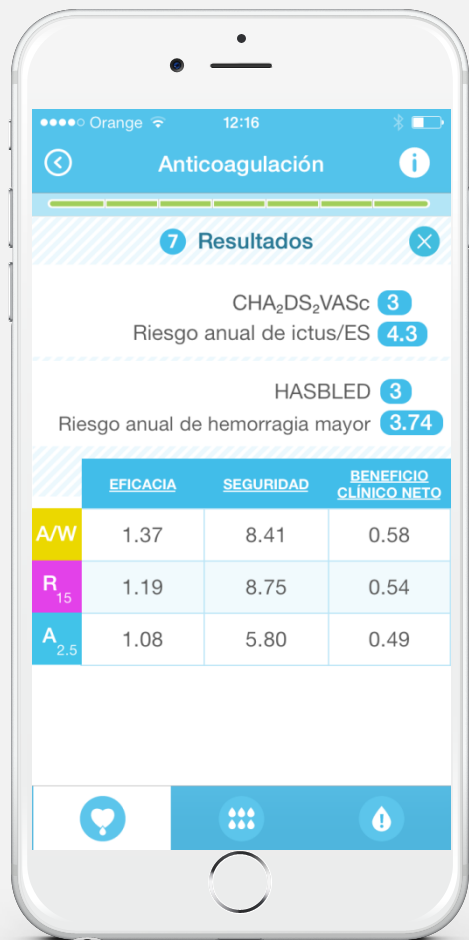 Orange 12:16
Anticoagulación i
7 Resultados
CHA₂DS₂VASc 3
Riesgo anual de ictus/ES 4.3
HASBLED 3
Riesgo anual de hemorragia mayor 3.74
EFICACIA SEGURIDAD BENEFICIO CLÍNICO NETO
A/W 1.37 8.41 0.58
R 15 1.19 8.75 0.54
A 2.5 1.08 5.80 0.49